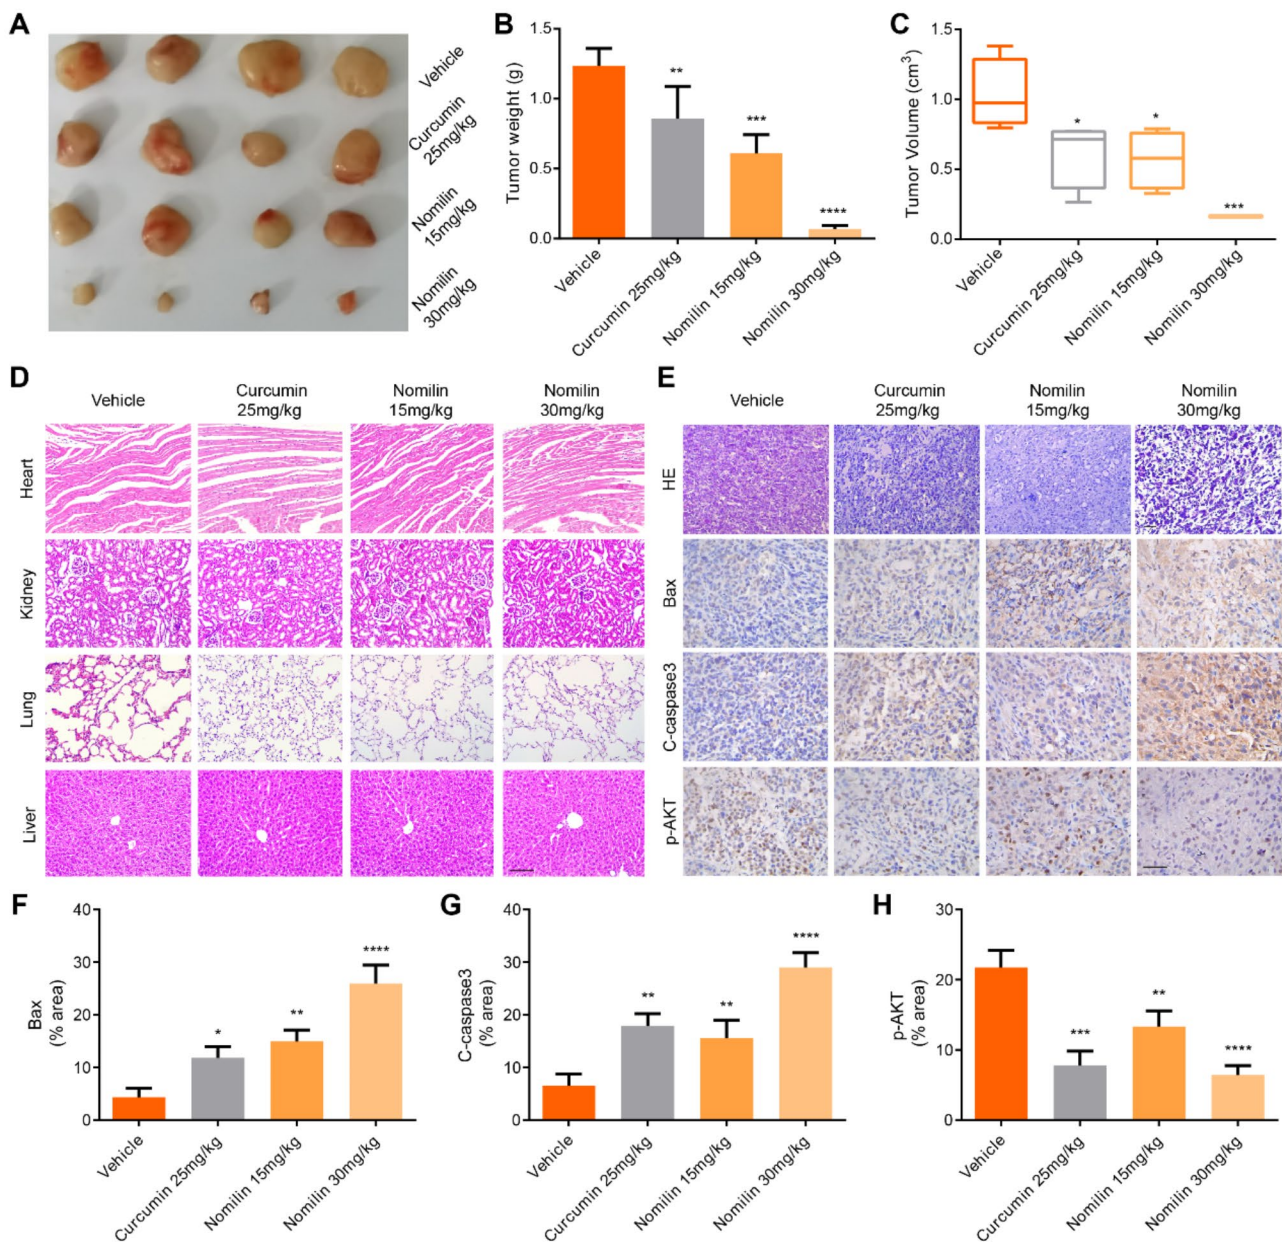 A
Vehicle
Curcumin
25mg/kg
Nomilin
15mg/kg
Nomilin
30mg/kg
B
Tumor weight (g)
1.5
1.0
0.5
0.0
**
***
****
Vehicle
Curcumin 25mg/kg
Nomilin 15mg/kg
Nomilin 30mg/kg
C
Tumor Volume (cm³)
1.5
1.0
0.5
0.0
*
*
***
Vehicle
Curcumin 25mg/kg
Nomilin 15mg/kg
Nomilin 30mg/kg
D
Vehicle
Curcumin
25mg/kg
Nomilin
15mg/kg
Nomilin
30mg/kg
Heart
Kidney
Lung
Liver
E
Vehicle
Curcumin
25mg/kg
Nomilin
15mg/kg
Nomilin
30mg/kg
HE
Bax
C-caspase3
p-AKT
F
Bax
(% area)
40
30
20
10
0
*
**
****
Vehicle
Curcumin 25mg/kg
Nomilin 15mg/kg
Nomilin 30mg/kg
G
C-caspase3
(% area)
40
30
20
10
0
**
**
****
Vehicle
Curcumin 25mg/kg
Nomilin 15mg/kg
Nomilin 30mg/kg
H
p-AKT
(% area)
30
20
10
0
***
**
****
Vehicle
Curcumin 25mg/kg
Nomilin 15mg/kg
Nomilin 30mg/kg